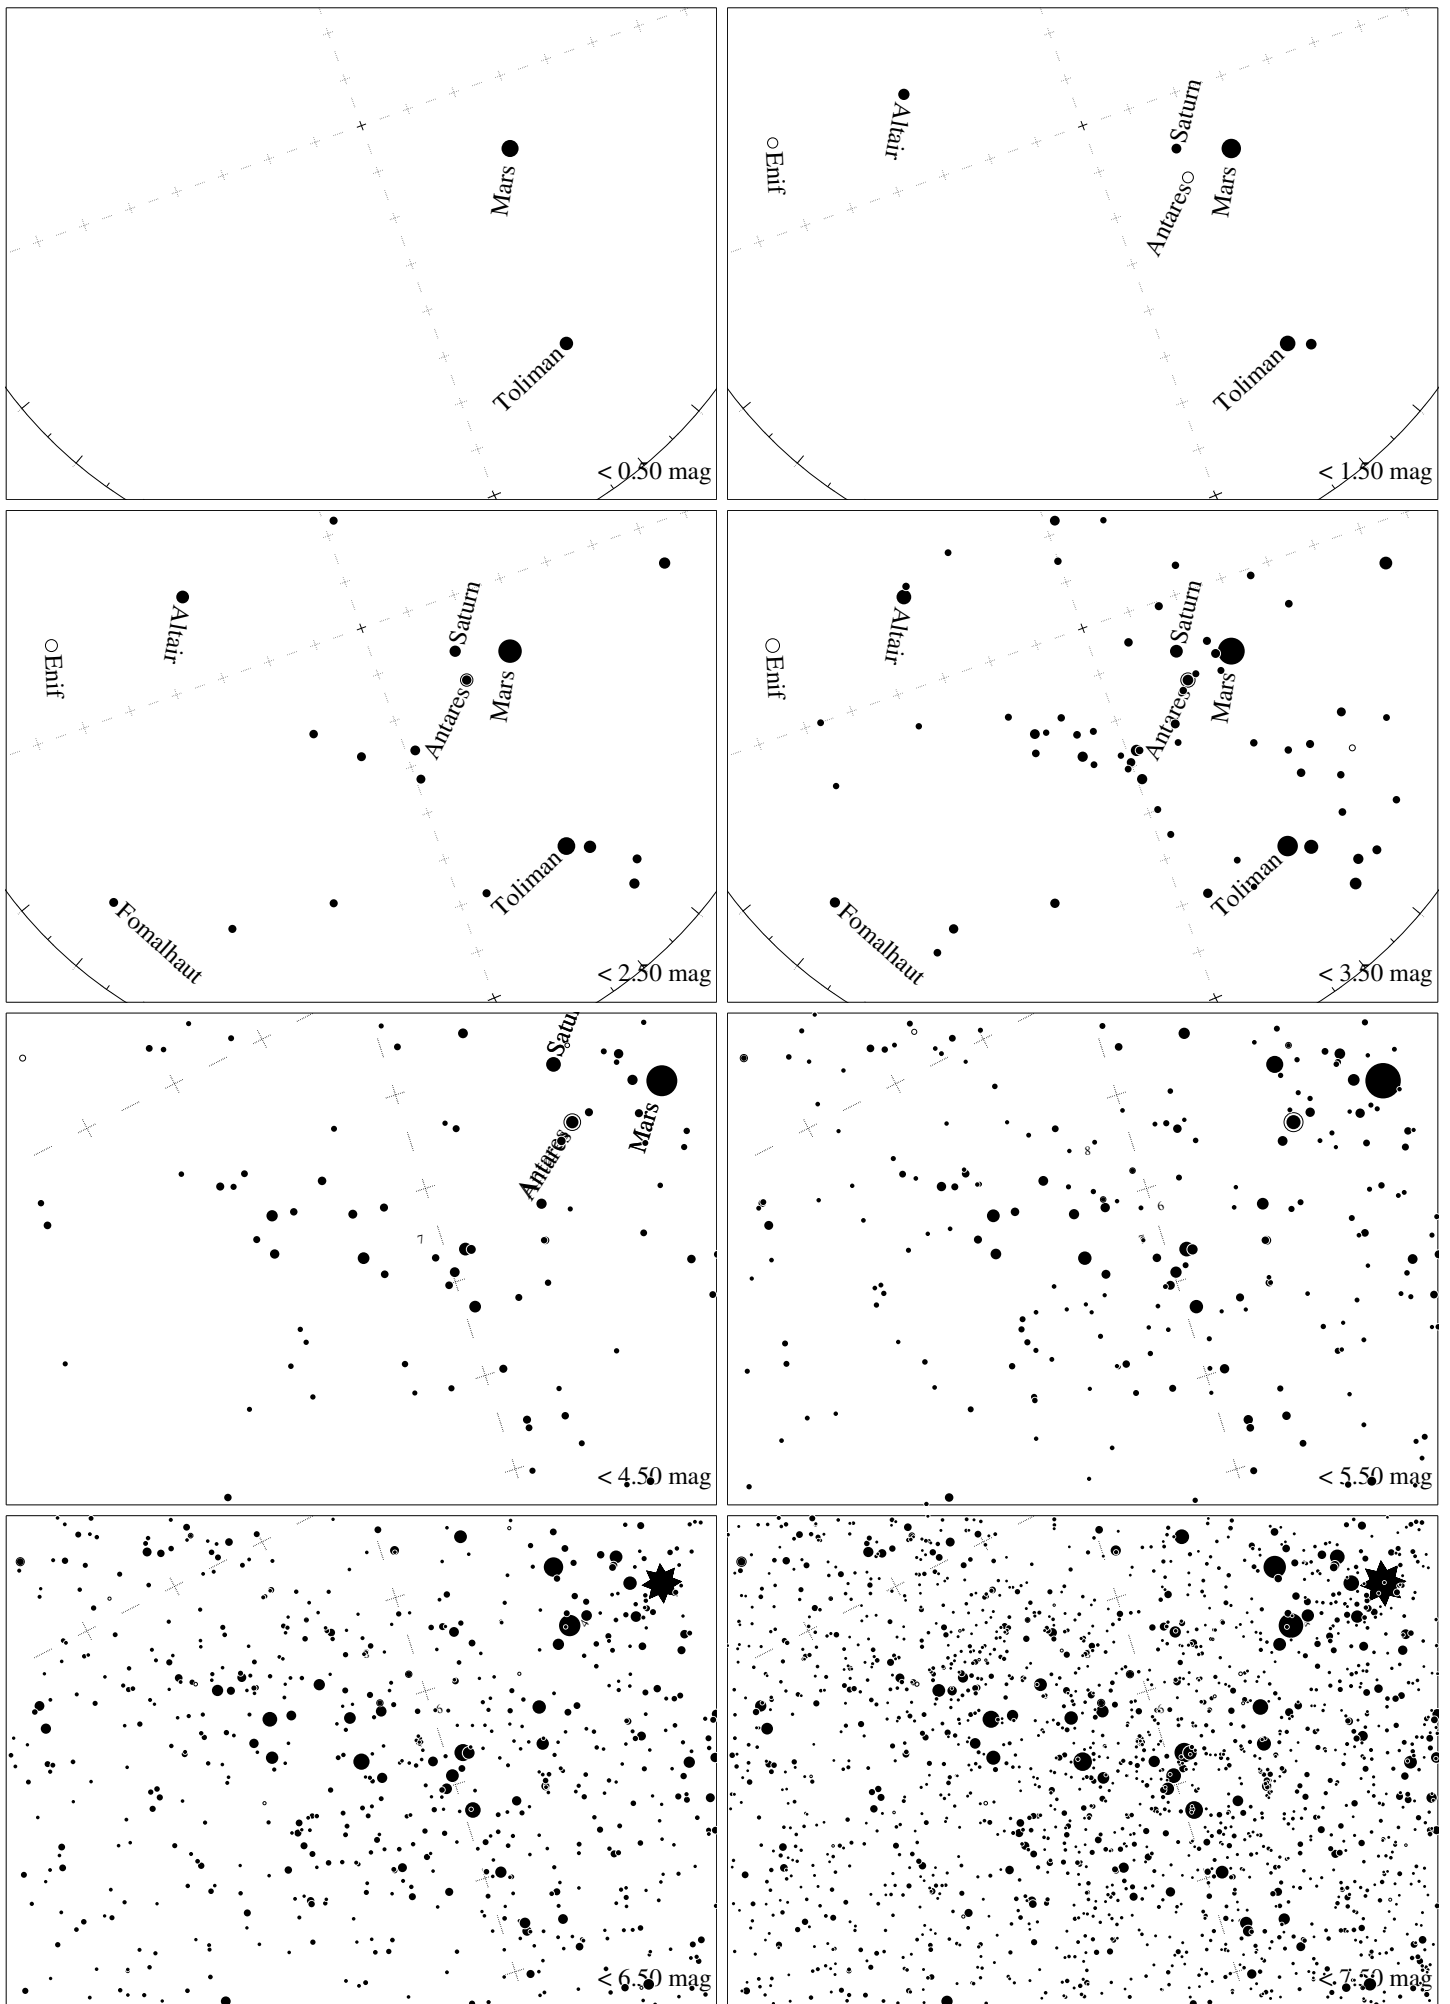 Mars
Toliman
< 0.50 mag
Altair
Enif
Saturn
Antares
Mars
Toliman
< 1.50 mag
Altair
Enif
Saturn
Antares
Mars
Toliman
Fomalhaut
< 2.50 mag
Altair
Enif
Saturn
Antares
Mars
Toliman
Fomalhaut
< 3.50 mag
Satu
Mars
Antares
7
< 4.50 mag
8
6
< 5.50 mag
< 6.50 mag
< 7.50 mag